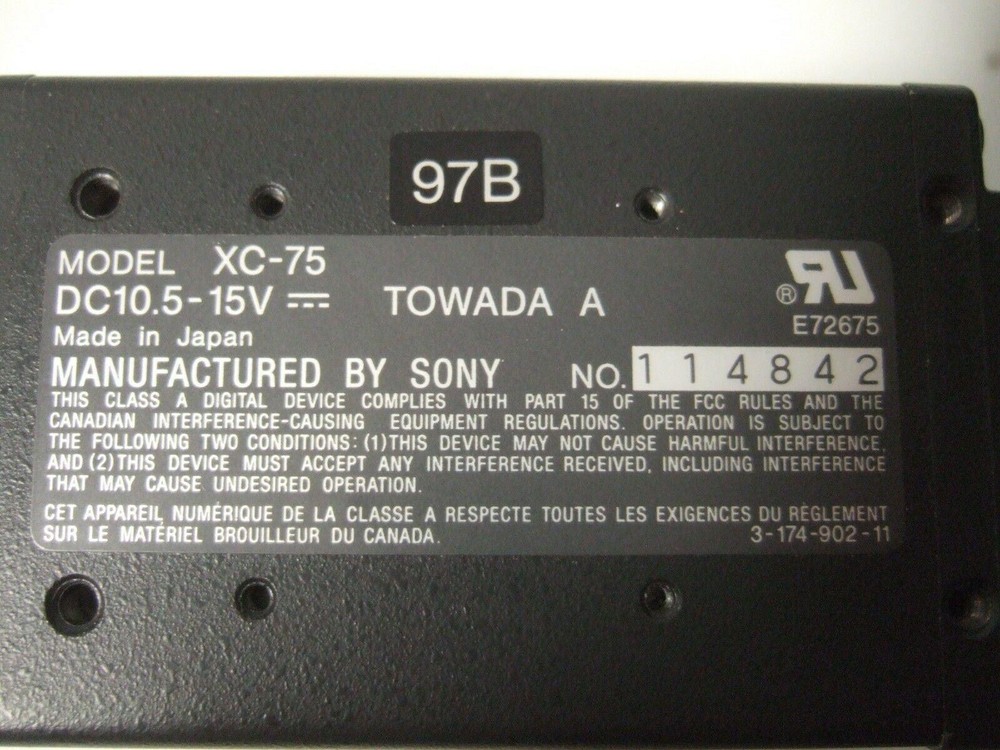 97B
MODEL XC-75
DC10.5-15V ⎓ TOWADA A
® RU
E72675
Made in Japan
MANUFACTURED BY SONY NO. 114842
THIS CLASS A DIGITAL DEVICE COMPLIES WITH PART 15 OF THE FCC RULES AND THE
CANADIAN INTERFERENCE-CAUSING EQUIPMENT REGULATIONS. OPERATION IS SUBJECT TO
THE FOLLOWING TWO CONDITIONS: (1) THIS DEVICE MAY NOT CAUSE HARMFUL INTERFERENCE,
AND (2) THIS DEVICE MUST ACCEPT ANY INTERFERENCE RECEIVED, INCLUDING INTERFERENCE
THAT MAY CAUSE UNDESIRED OPERATION.
CET APPAREIL NUMÉRIQUE DE LA CLASSE A RESPECTE TOUTES LES EXIGENCES DU RÈGLEMENT
SUR LE MATÉRIEL BROUILLEUR DU CANADA. 3-174-902-11